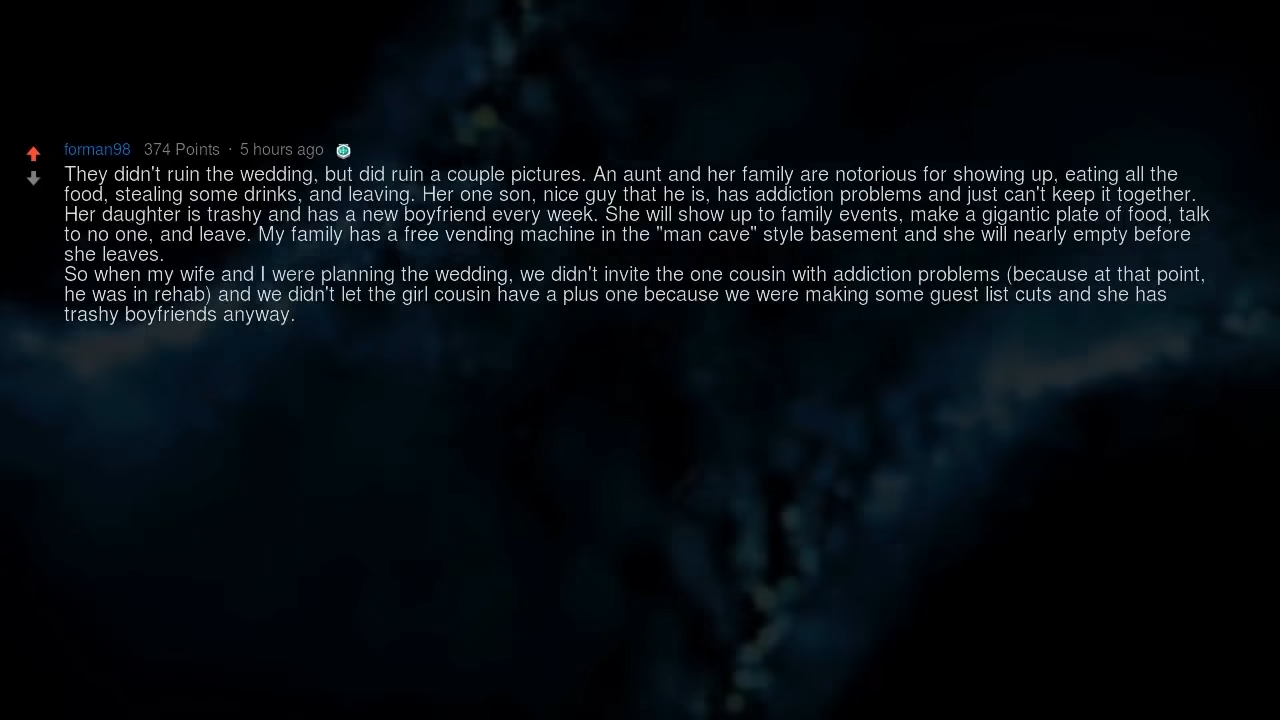 forman98 374 Points · 5 hours ago
They didn't ruin the wedding, but did ruin a couple pictures. An aunt and her family are notorious for showing up, eating all the
food, stealing some drinks, and leaving. Her one son, nice guy that he is, has addiction problems and just can't keep it together.
Her daughter is trashy and has a new boyfriend every week. She will show up to family events, make a gigantic plate of food, talk
to no one, and leave. My family has a free vending machine in the "man cave" style basement and she will nearly empty before
she leaves.
So when my wife and I were planning the wedding, we didn't invite the one cousin with addiction problems (because at that point,
he was in rehab) and we didn't let the girl cousin have a plus one because we were making some guest list cuts and she has
trashy boyfriends anyway.